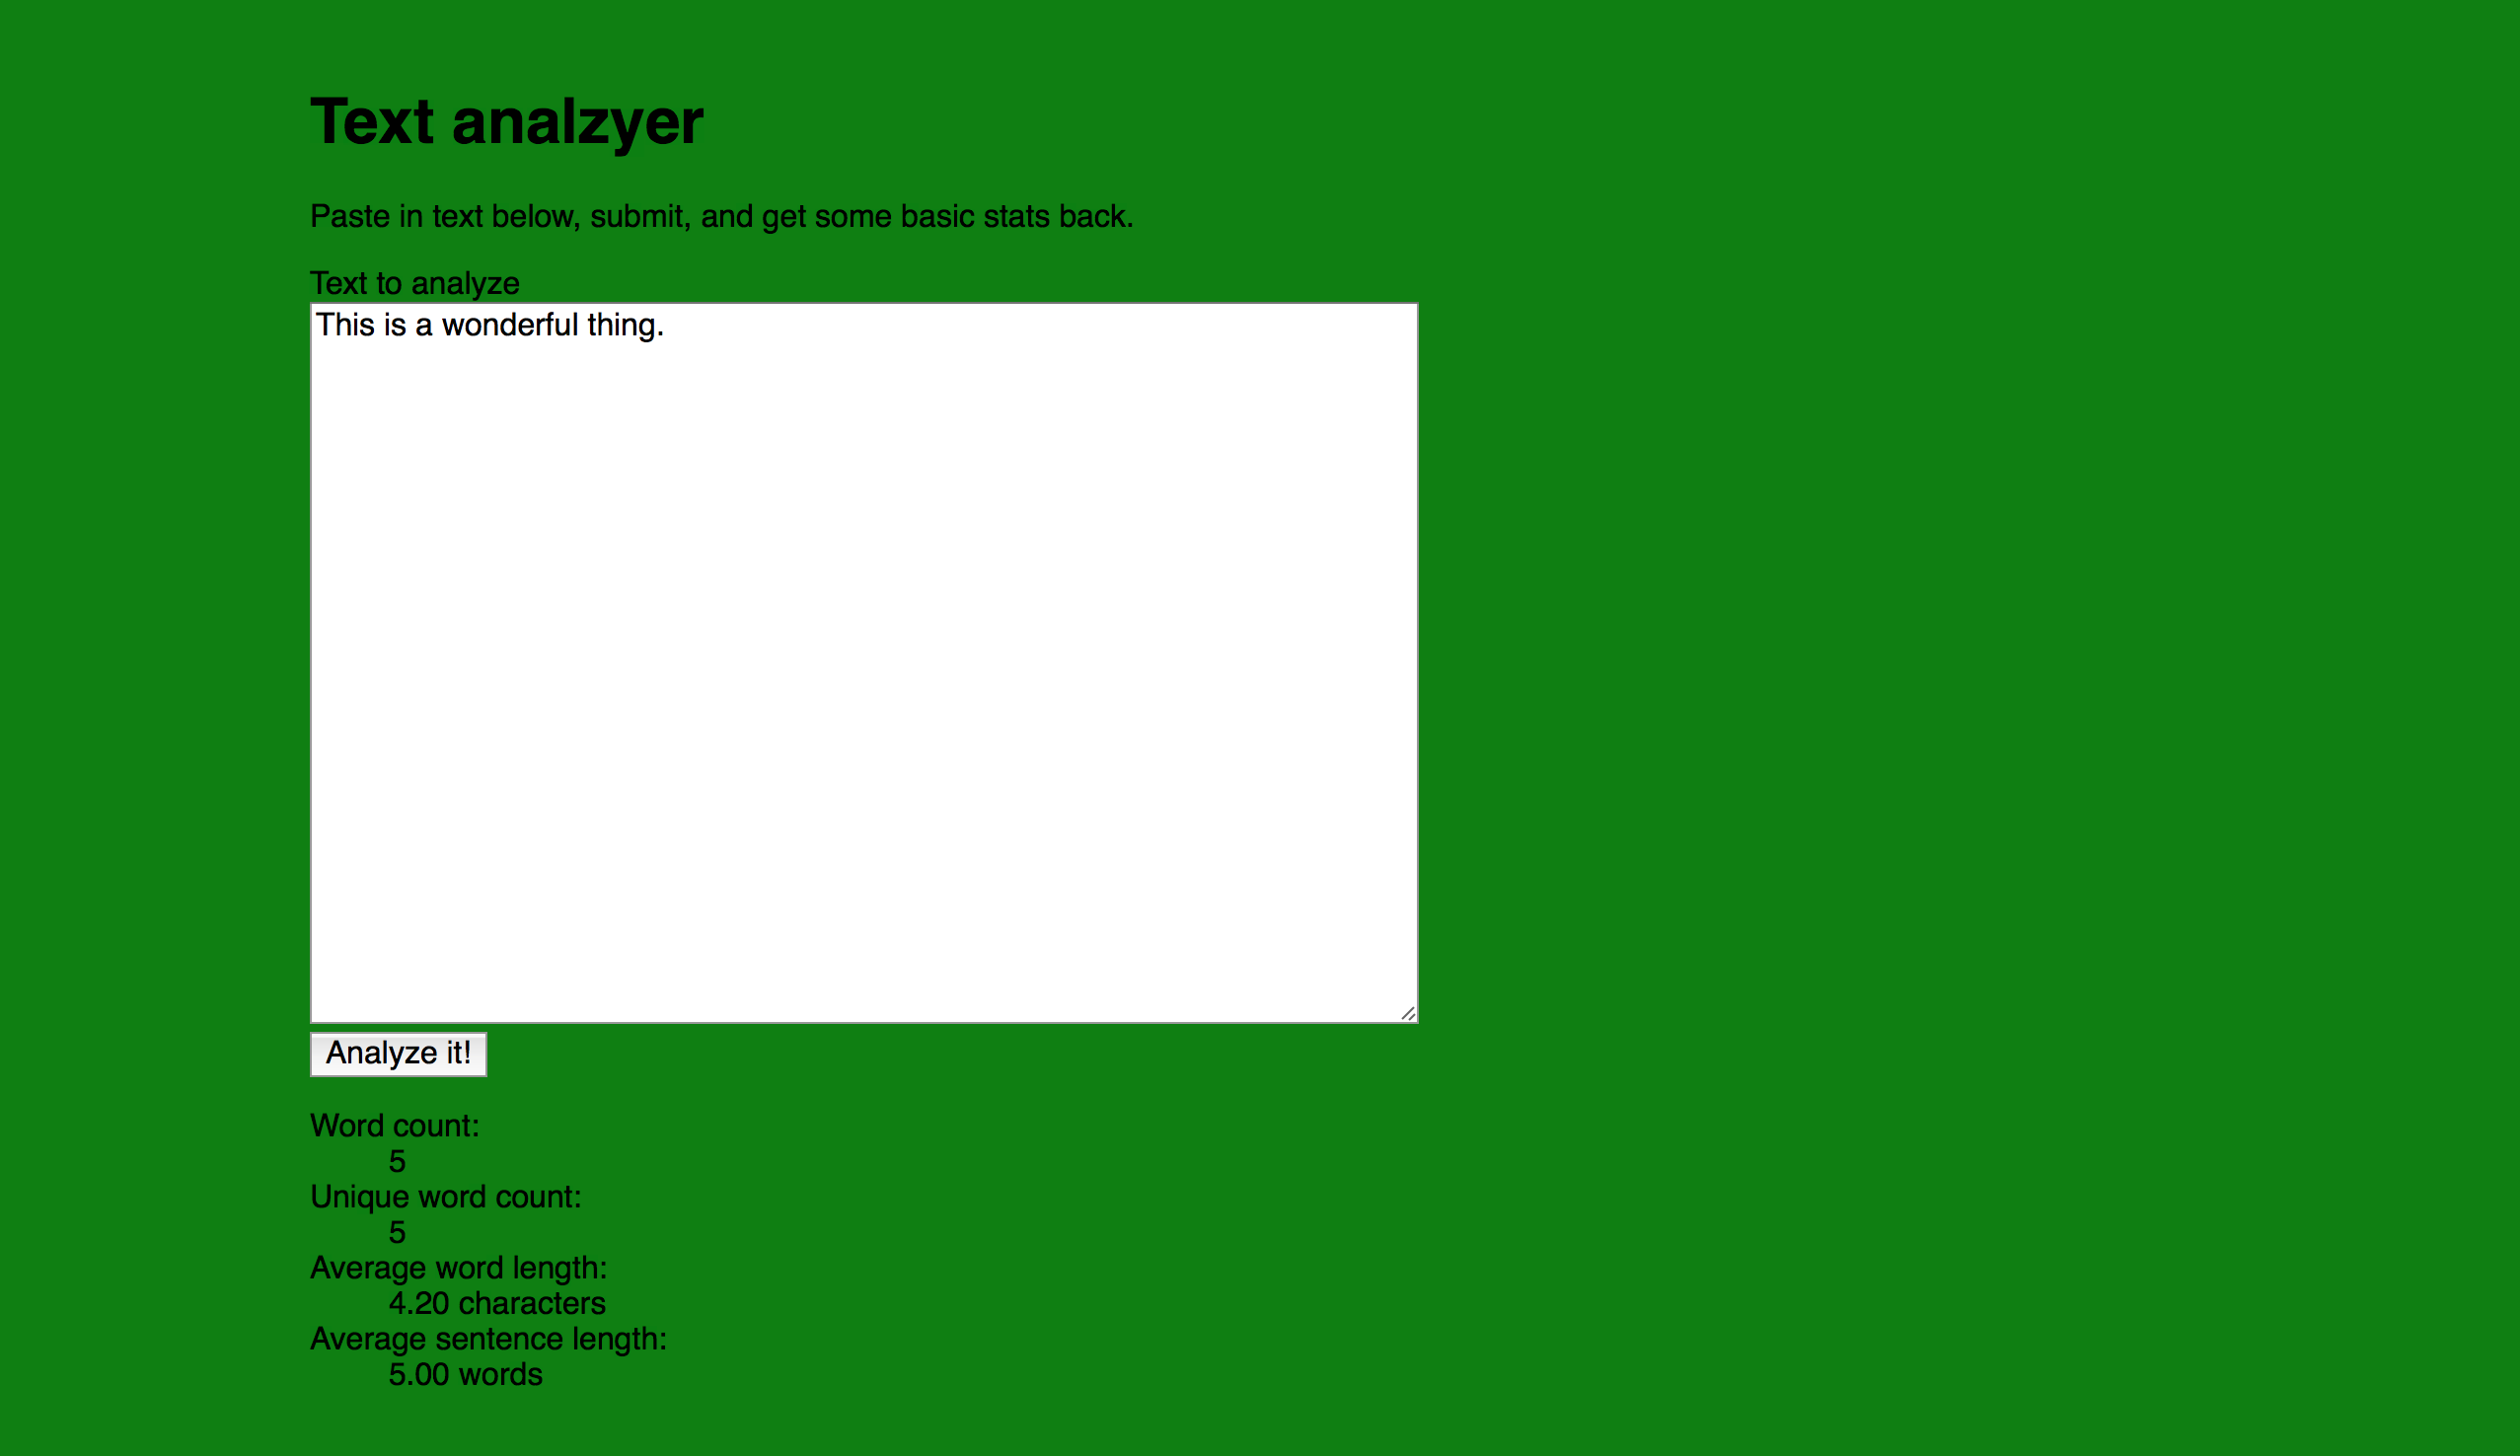 Text analzyer
Paste in text below, submit, and get some basic stats back.
Text to analyze
This is a wonderful thing.
Analyze it!
Word count:
5
Unique word count:
5
Average word length:
4.20 characters
Average sentence length:
5.00 words